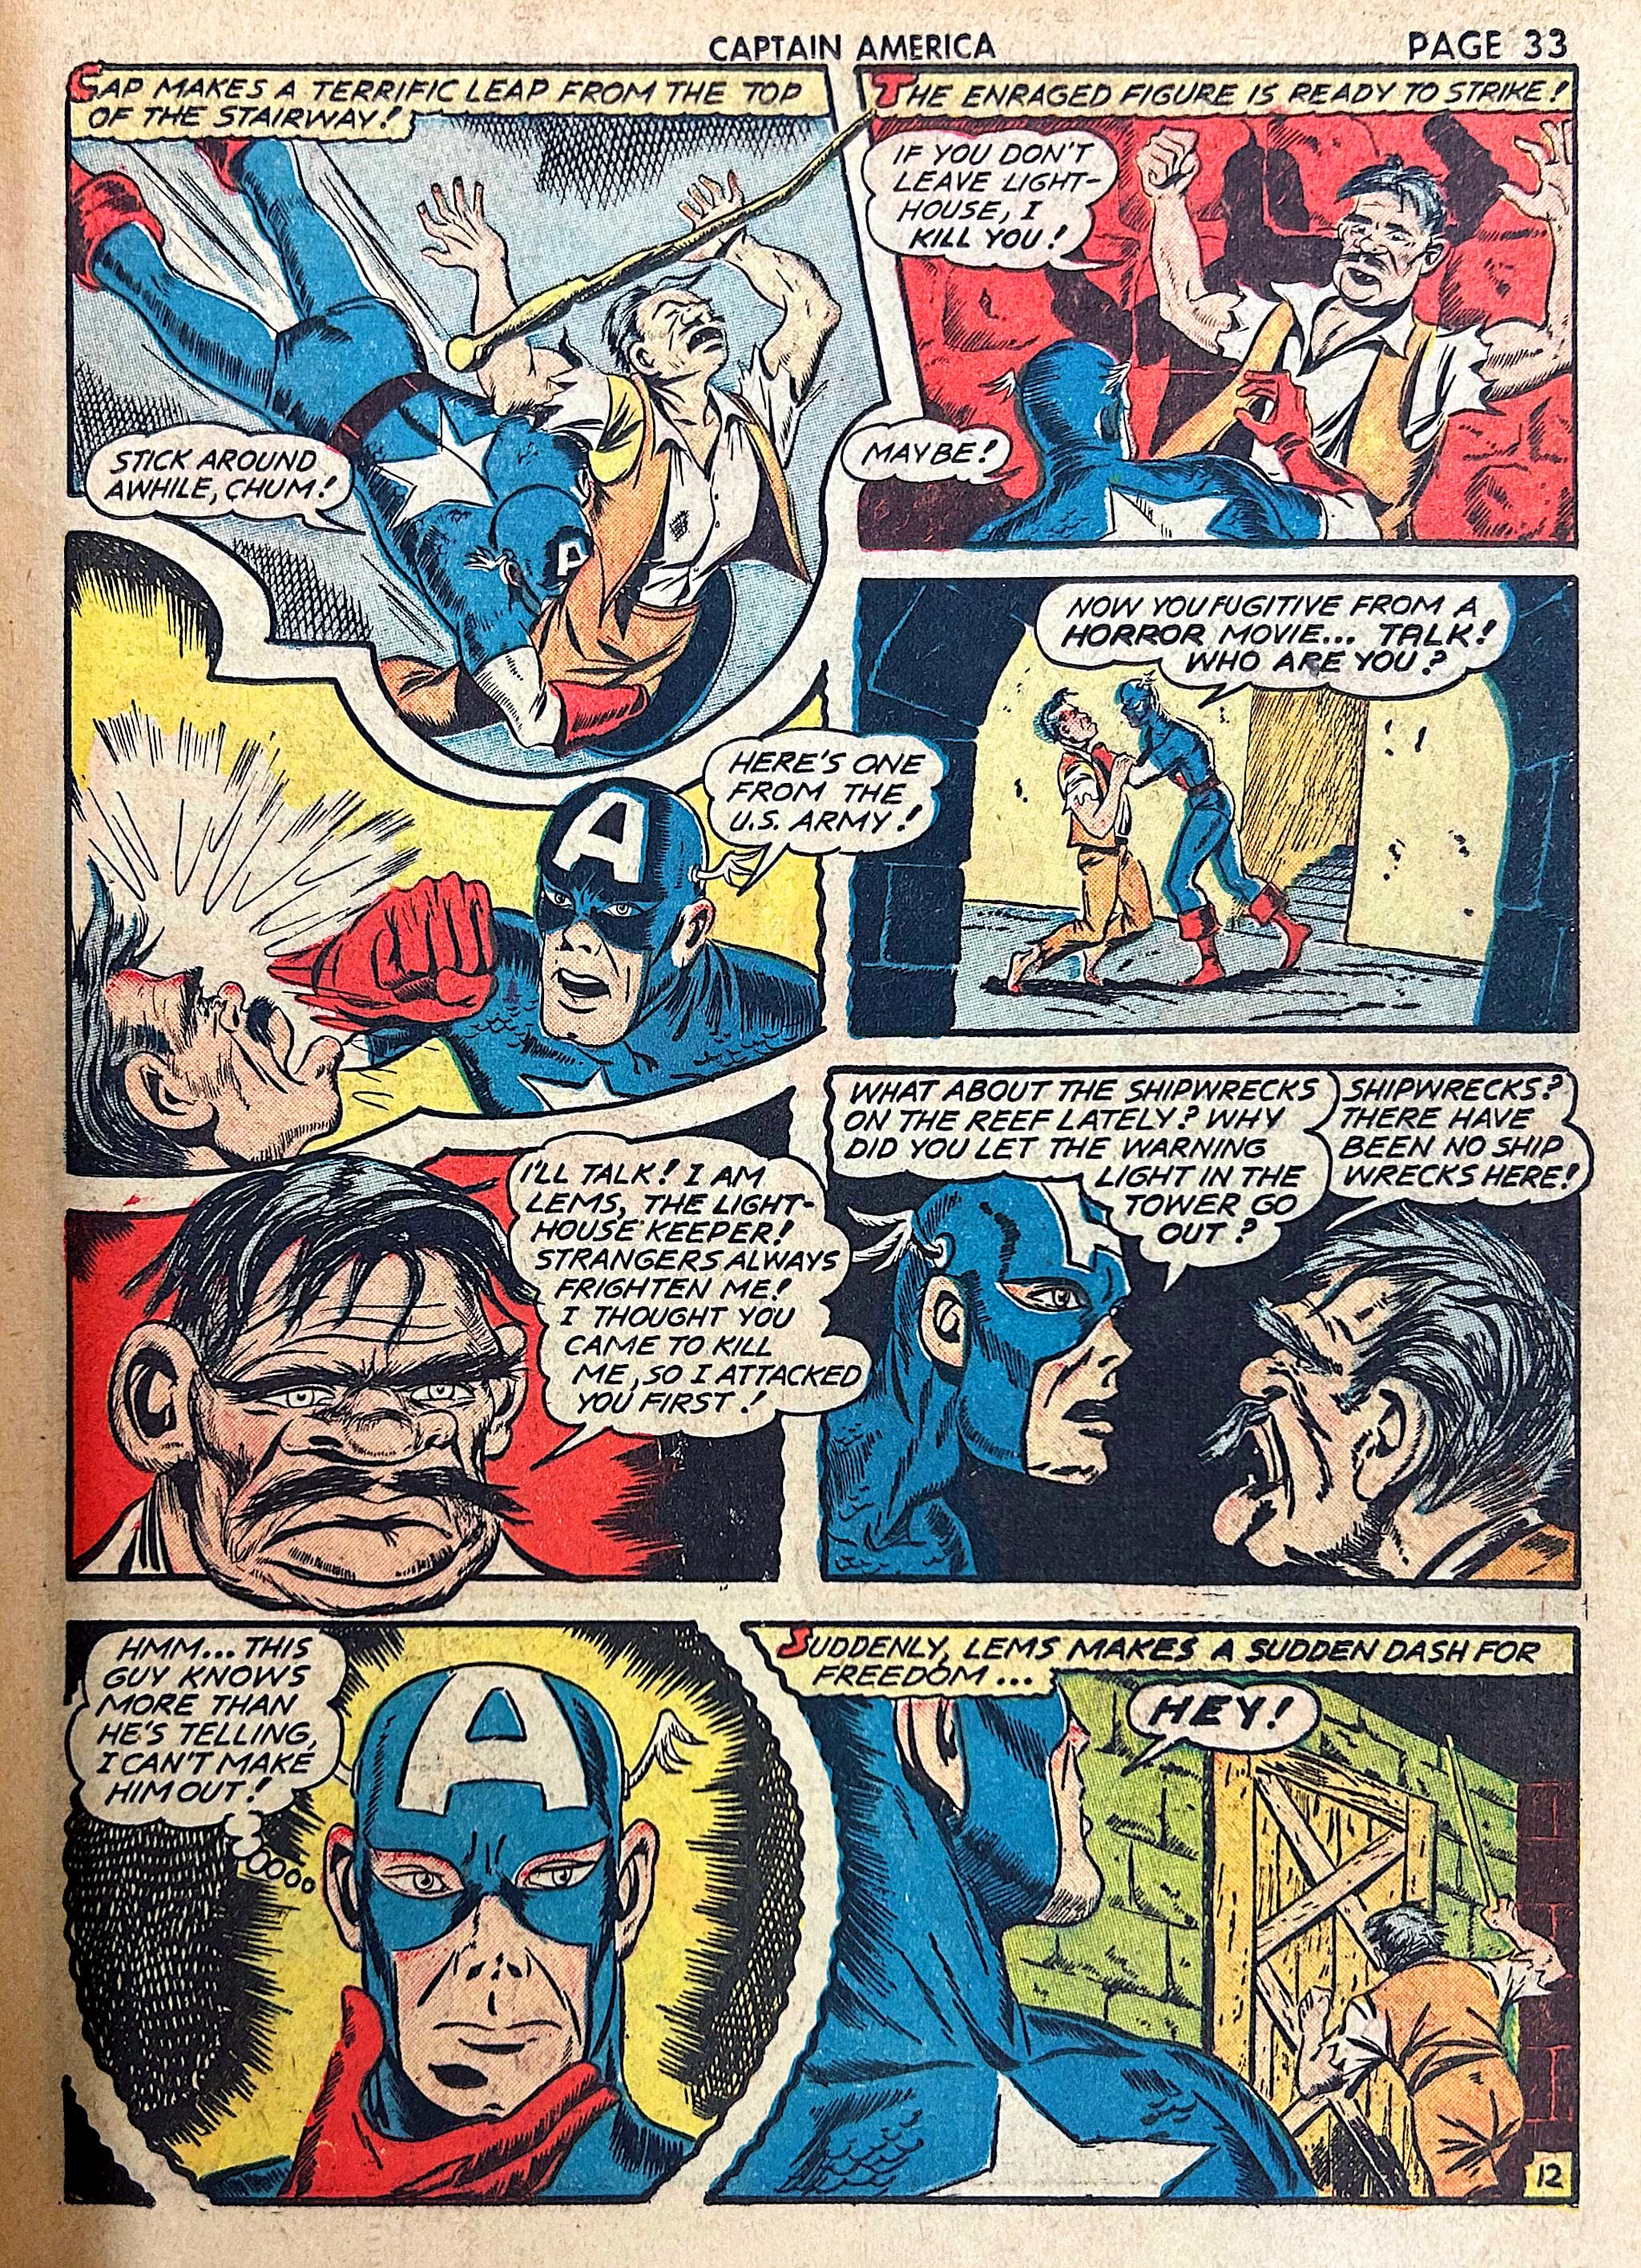 CAPTAIN AMERICA
PAGE 33
CAP MAKES A TERRIFIC LEAP FROM THE TOP
OF THE STAIRWAY!
STICK AROUND
AWHILE, CHUM!
A
THE ENRAGED FIGURE IS READY TO STRIKE!
IF YOU DON'T
LEAVE LIGHT-
HOUSE, I
KILL YOU!
MAYBE!
HERE'S ONE
FROM THE
U.S. ARMY!
A
NOW YOU FUGITIVE FROM A
HORROR MOVIE... TALK!
WHO ARE YOU?
I'LL TALK! I AM
LEMS, THE LIGHT-
HOUSE KEEPER!
STRANGERS ALWAYS
FRIGHTEN ME!
I THOUGHT YOU
CAME TO KILL
ME, SO I ATTACKED
YOU FIRST!
WHAT ABOUT THE SHIPWRECKS
ON THE REEF LATELY? WHY
DID YOU LET THE WARNING
LIGHT IN THE
TOWER GO
OUT?
SHIPWRECKS?
THERE HAVE
BEEN NO SHIP
WRECKS HERE!
HMM... THIS
GUY KNOWS
MORE THAN
HE'S TELLING,
I CAN'T MAKE
HIM OUT!
A
SUDDENLY, LEMS MAKES A SUDDEN DASH FOR
FREEDOM...
HEY!
12